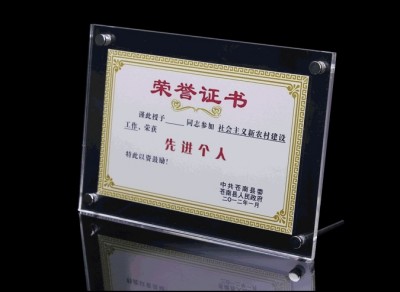 荣誉证书
谨此授予______同志参加 社会主义新农村建设
工作，荣获
先进个人
特此以资鼓励！
中共苍南县委
苍南县人民政府
二〇一二年一月